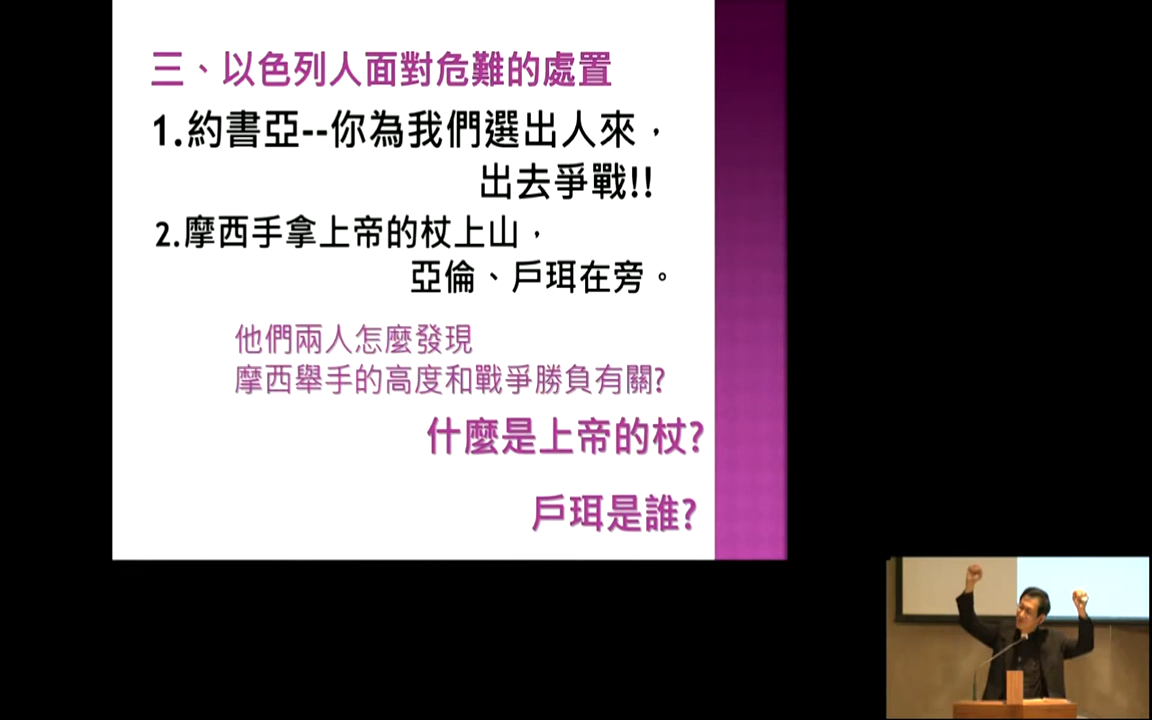 三、以色列人面對危難的處置
1.約書亞--你為我們選出人來，
出去爭戰!!
2.摩西手拿上帝的杖上山，
亞倫、戶珥在旁。
他們兩人怎麼發現
摩西舉手的高度和戰爭勝負有關?
什麼是上帝的杖?
戶珥是誰?